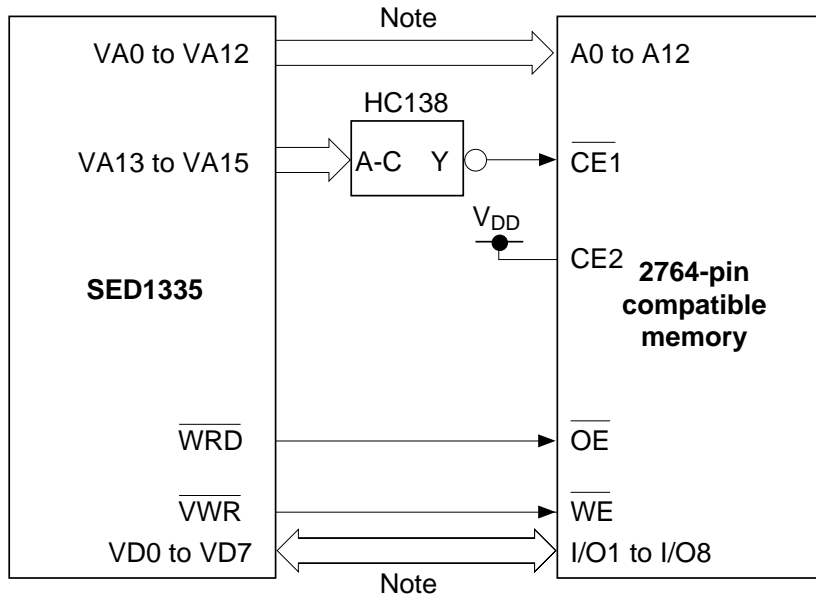 Note
VA0 to VA12
A0 to A12
HC138
VA13 to VA15
A-C Y
CE1
VDD
CE2
SED1335
2764-pin
compatible
memory
WRD
OE
VWR
WE
VD0 to VD7
I/O1 to I/O8
Note